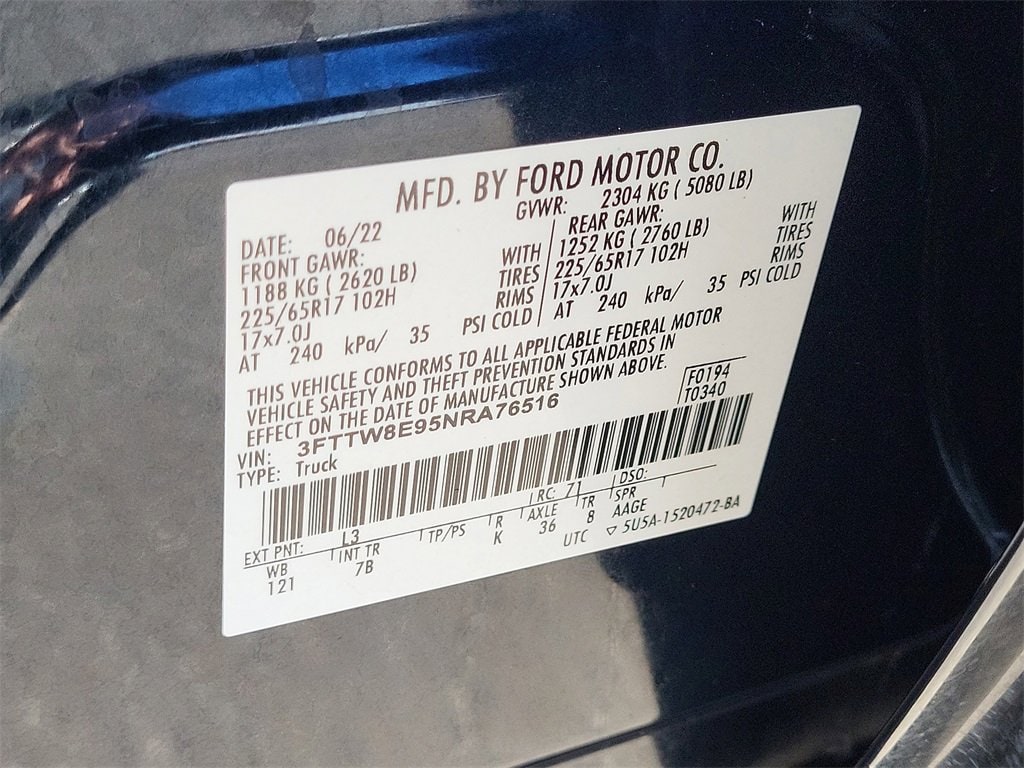 MFD. BY FORD MOTOR CO.
DATE: 06/22
GVWR: 2304 KG ( 5080 LB)
FRONT GAWR:
1188 KG ( 2620 LB) WITH
225/65R17 102H TIRES
17x7.0J RIMS
AT 240 kPa/ 35 PSI COLD
REAR GAWR:
1252 KG ( 2760 LB) WITH
225/65R17 102H TIRES
17x7.0J RIMS
AT 240 kPa/ 35 PSI COLD
THIS VEHICLE CONFORMS TO ALL APPLICABLE FEDERAL MOTOR
VEHICLE SAFETY AND THEFT PREVENTION STANDARDS IN
EFFECT ON THE DATE OF MANUFACTURE SHOWN ABOVE.
F0194
T0340
VIN: 3FTTW8E95NRA76516
TYPE: Truck
EXT PNT: L3 RC: 71 DSO:
WB INT TR TP/PS R AXLE TR SPR
121 7B K 36 B AAGE
UTC ▽ 5U5A-1520472-BA